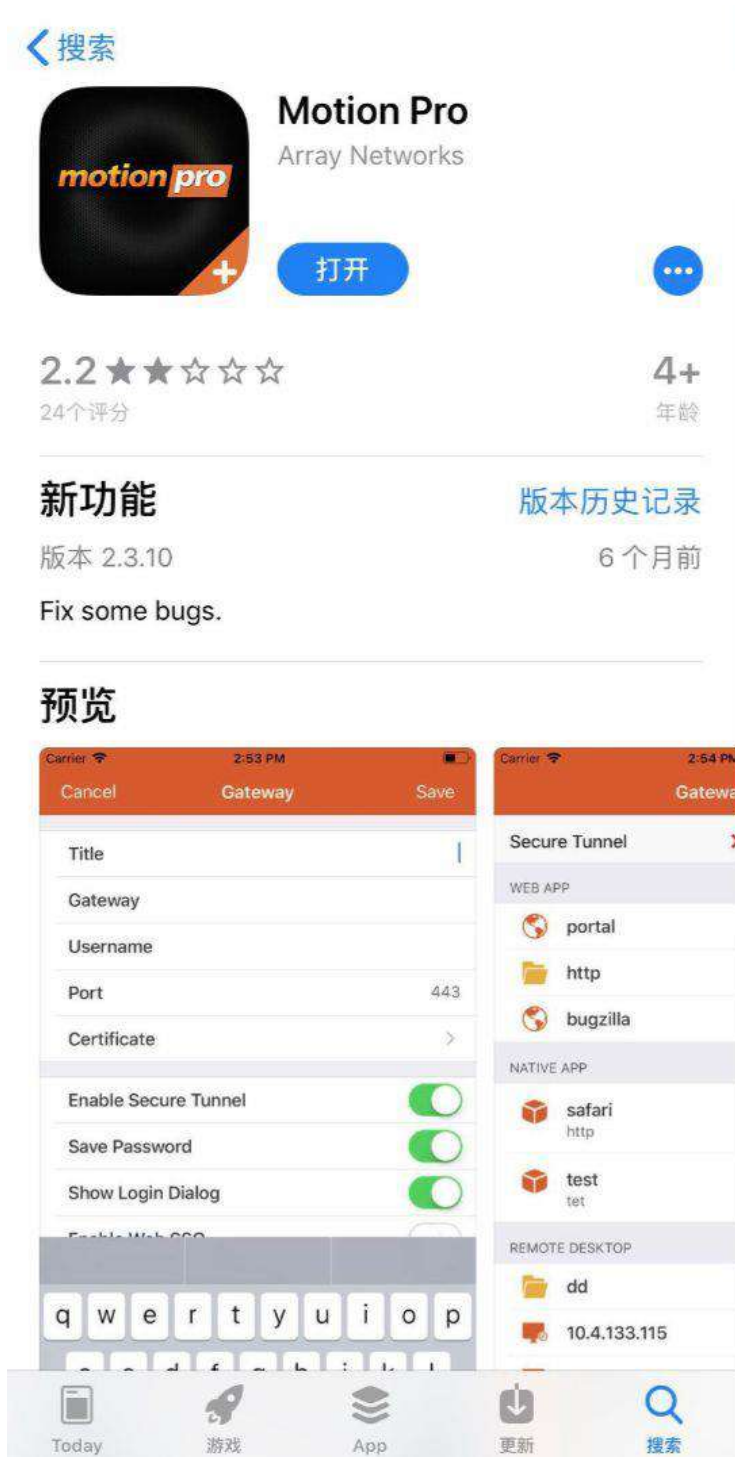 搜索
motion pro
Motion Pro
Array Networks
打开
2.2
4+
24个评分
年龄
新功能
版本历史记录
版本 2.3.10
6 个月前
Fix some bugs.
预览
Carrier
2:53 PM
Cancel
Gateway
Save
Title
Gateway
Username
Port
443
Certificate
Enable Secure Tunnel
Save Password
Show Login Dialog
q w e r t y u i o p
Carrier
2:54 PM
Secure Tunnel
WEB APP
portal
http
bugzilla
NATIVE APP
safari
http
test
tet
REMOTE DESKTOP
dd
10.4.133.115
Today
游戏
App
更新
搜索